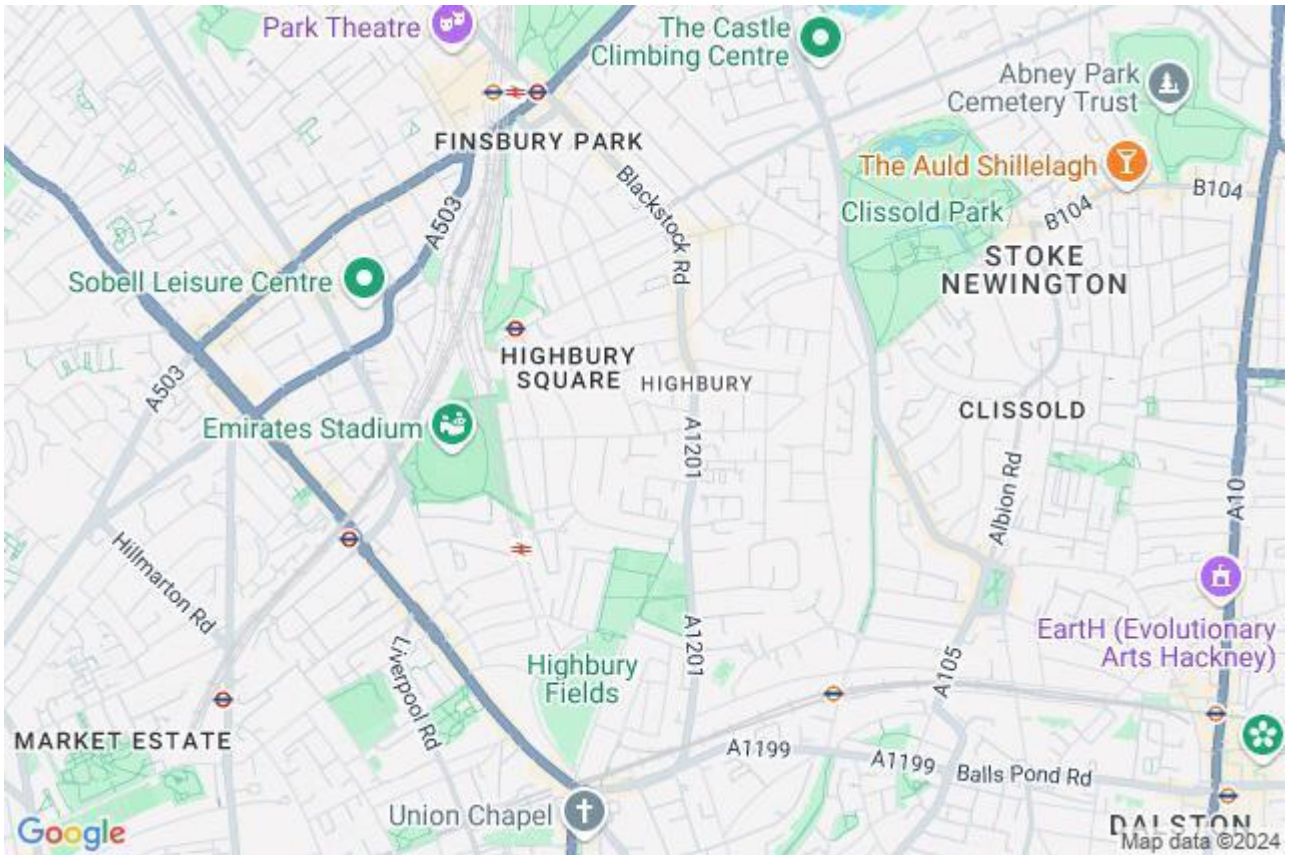 Park Theatre
The Castle
Climbing Centre
Abney Park
Cemetery Trust
FINSBURY PARK
The Auld Shillelagh
Blackstock Rd
B104
Clissold Park
B104
A503
STOKE
NEWINGTON
Sobell Leisure Centre
HIGHBURY
SQUARE
HIGHBURY
A503
CLISSOLD
Emirates Stadium
A1201
Albion Rd
A10
Hillmarton Rd
EartH (Evolutionary
Arts Hackney)
A1201
Liverpool Rd
Highbury
Fields
A105
MARKET ESTATE
A1199
A1199
Balls Pond Rd
Union Chapel
DALSTON
Google
Map data ©2024